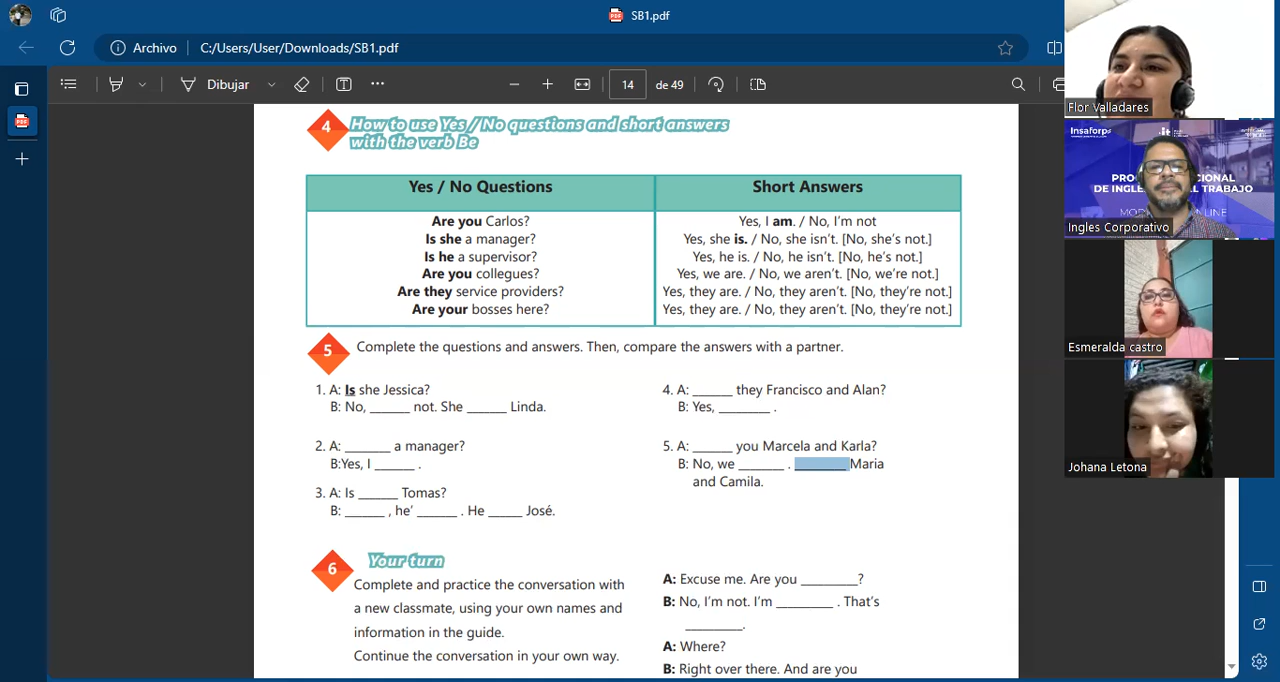 SB1.pdf
Archivo
C:/Users/User/Downloads/SB1.pdf
Dibujar
14
de 49
4
How to use Yes / No questions and short answers
with the verb Be
Yes / No Questions
Short Answers
Are you Carlos?
Yes, I am. / No, I'm not
Is she a manager?
Yes, she is. / No, she isn't. [No, she's not.]
Is he a supervisor?
Yes, he is. / No, he isn't. [No, he's not.]
Are you collegues?
Yes, we are. / No, we aren't. [No, we're not.]
Are they service providers?
Yes, they are. / No, they aren't. [No, they're not.]
Are your bosses here?
Yes, they are. / No, they aren't. [No, they're not.]
5
Complete the questions and answers. Then, compare the answers with a partner.
1. A: Is she Jessica?
B: No, ______ not. She ______ Linda.
2. A: _______ a manager?
B:Yes, I ______ .
3. A: Is ______ Tomas?
B: ______ , he' ______ . He _____ José.
4. A: ______ they Francisco and Alan?
B: Yes, ________ .
5. A: ______ you Marcela and Karla?
B: No, we _______ . ________Maria
and Camila.
6
Your turn
Complete and practice the conversation with
a new classmate, using your own names and
information in the guide.
Continue the conversation in your own way.
A: Excuse me. Are you _________?
B: No, I'm not. I'm _________ . That's
_________.
A: Where?
B: Right over there. And are you
Flor Valladares
Insaforp
DE INGL
L TRABAJO
Ingles Corporativo
Esmeralda castro
Johana Letona